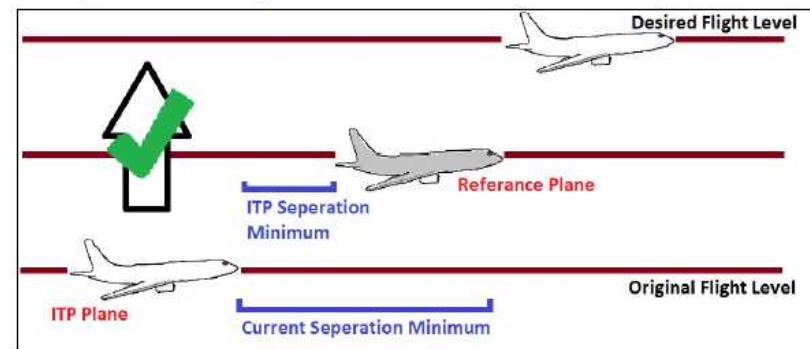 Desired Flight Level
Referance Plane
ITP Seperation
Minimum
Original Flight Level
ITP Plane
Current Seperation Minimum